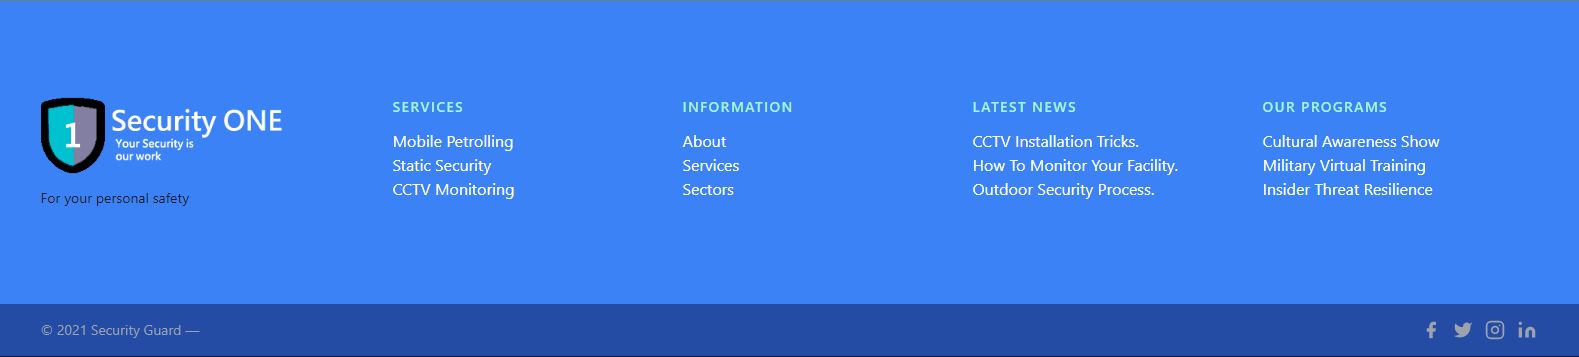 1
Security ONE
Your Security is
our work
For your personal safety
SERVICES
Mobile Petrolling
Static Security
CCTV Monitoring
INFORMATION
About
Services
Sectors
LATEST NEWS
CCTV Installation Tricks.
How To Monitor Your Facility.
Outdoor Security Process.
OUR PROGRAMS
Cultural Awareness Show
Military Virtual Training
Insider Threat Resilience
© 2021 Security Guard —